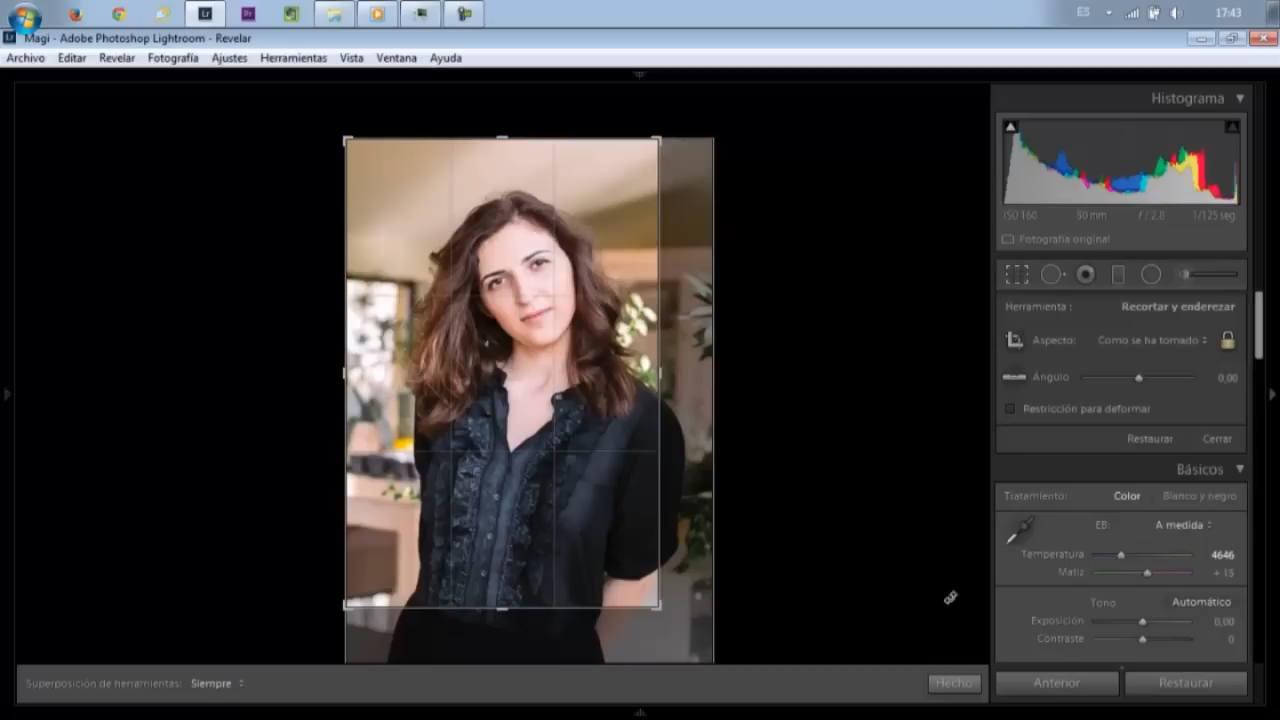 ES 17:43
Magi - Adobe Photoshop Lightroom - Revelar
Archivo Editar Revelar Fotografía Ajustes Herramientas Vista Ventana Ayuda
Histograma
ISO 160 80 mm f / 2.8 1/125 seg
Fotografía original
Herramienta : Recortar y enderezar
Aspecto: Como se ha tomado
Ángulo 0,00
Restricción para deformar
Restaurar Cerrar
Básicos
Tratamiento: Color Blanco y negro
EB: A medida
Temperatura 4646
Matiz + 15
Tono Automático
Exposición 0,00
Contraste 0
Superposición de herramientas: Siempre Hecho
Anterior Restaurar